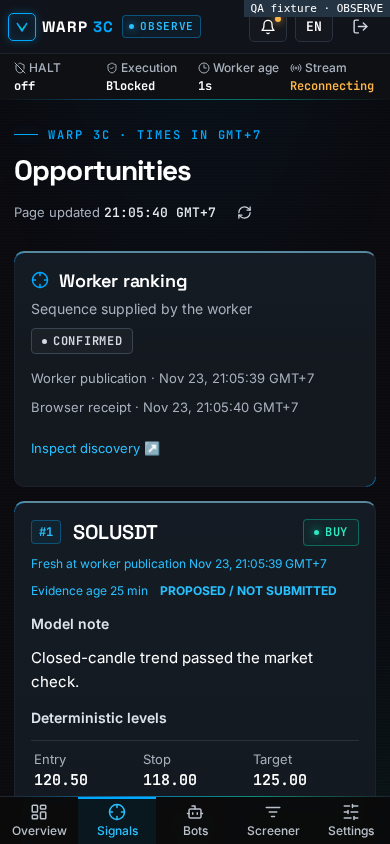 QA fixture · OBSERVE
WARP 3C
OBSERVE
EN
HALT
off
Execution
Blocked
Worker age
1s
Stream
Reconnecting
WARP 3C · TIMES IN GMT+7
Opportunities
Page updated 21:05:40 GMT+7
Worker ranking
Sequence supplied by the worker
CONFIRMED
Worker publication · Nov 23, 21:05:39 GMT+7
Browser receipt · Nov 23, 21:05:40 GMT+7
Inspect discovery ↗
#1 SOLUSDT BUY
Fresh at worker publication Nov 23, 21:05:39 GMT+7
Evidence age 25 min PROPOSED / NOT SUBMITTED
Model note
Closed-candle trend passed the market
check.
Deterministic levels
Entry Stop Target
120.50 118.00 125.00
Overview Signals Bots Screener Settings